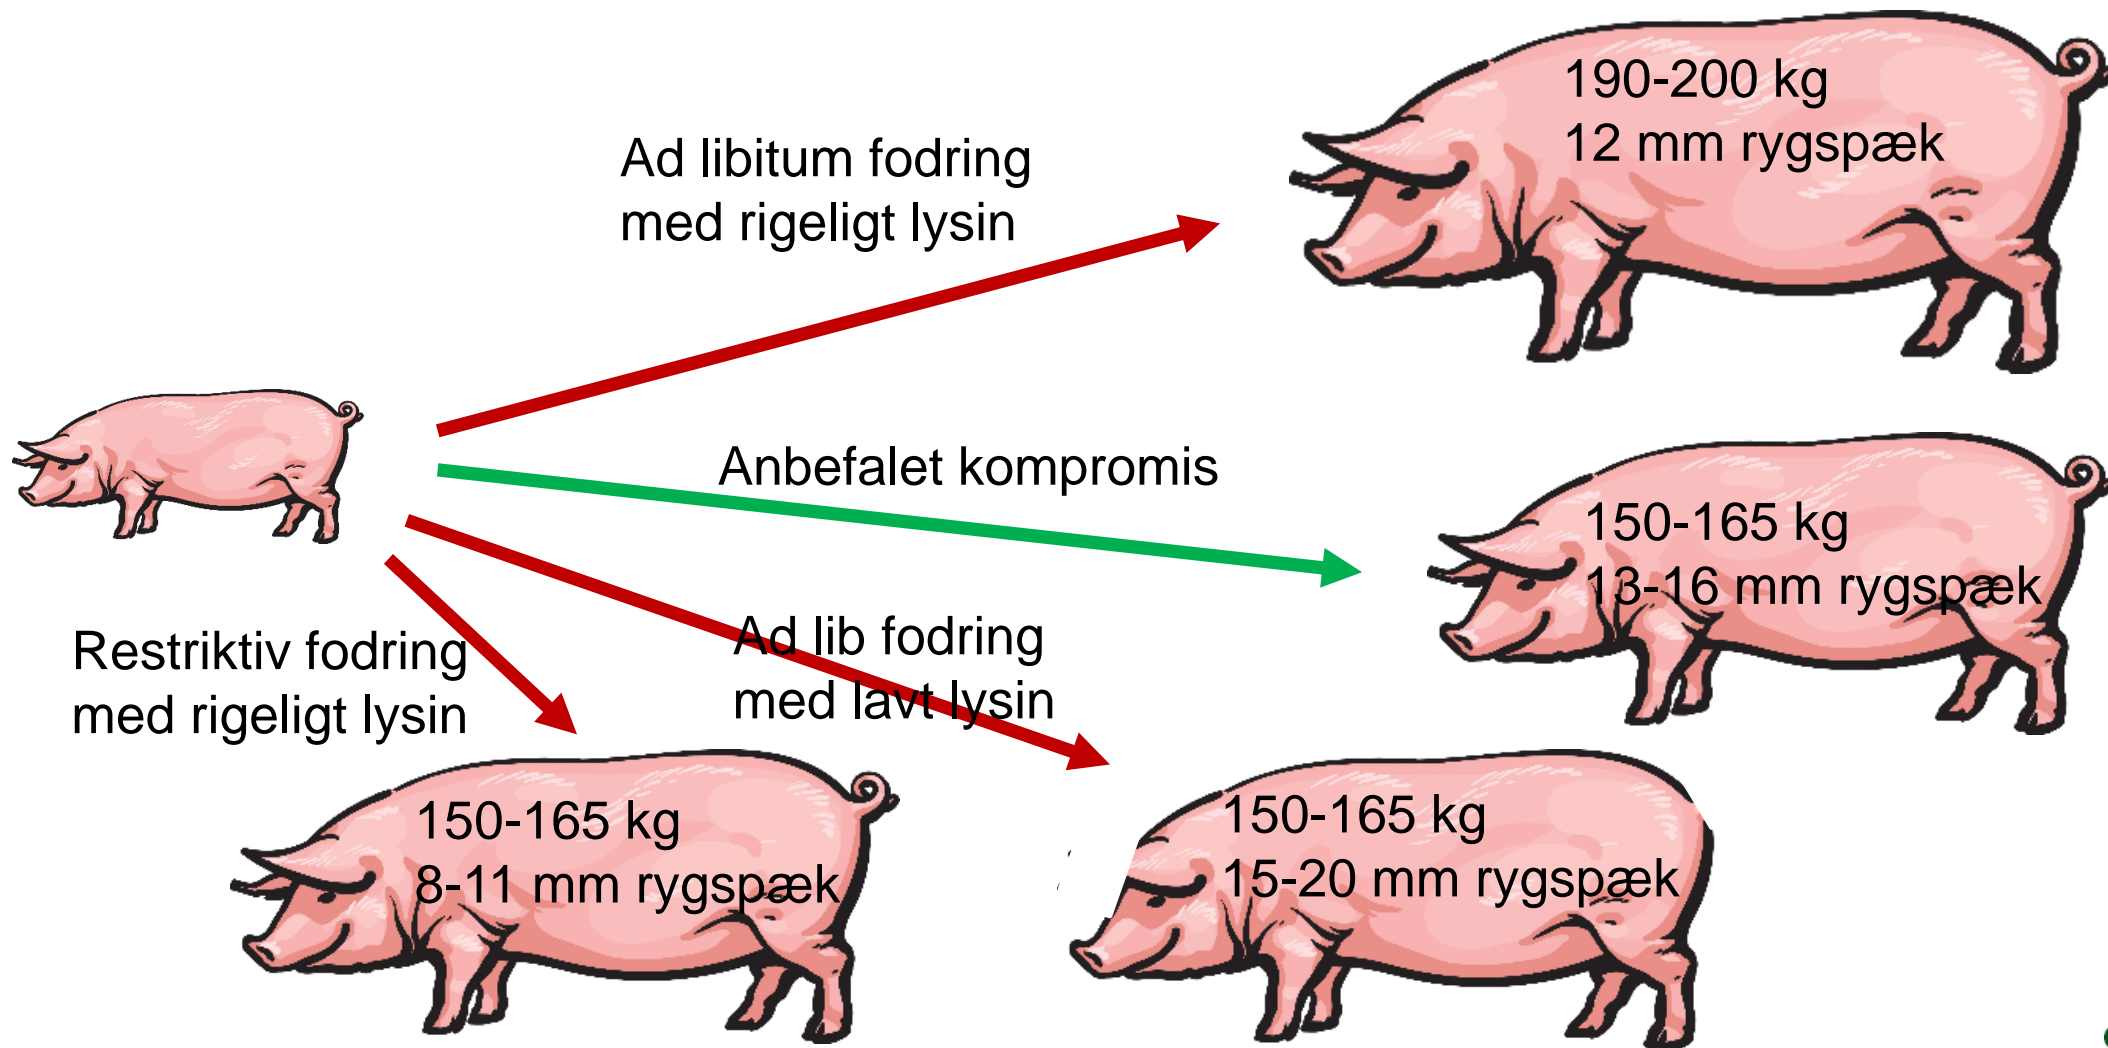 190-200 kg
12 mm rygspæk
Ad libitum fodring
med rigeligt lysin
Anbefalet kompromis
150-165 kg
13-16 mm rygspæk
Restriktiv fodring
med rigeligt lysin
Ad lib fodring
med lavt lysin
150-165 kg
8-11 mm rygspæk
150-165 kg
15-20 mm rygspæk